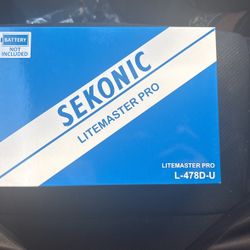 BATTERY
NOT
INCLUDED
SEKONIC
LITEMASTER PRO
LITEMASTER PRO
L-478D-U